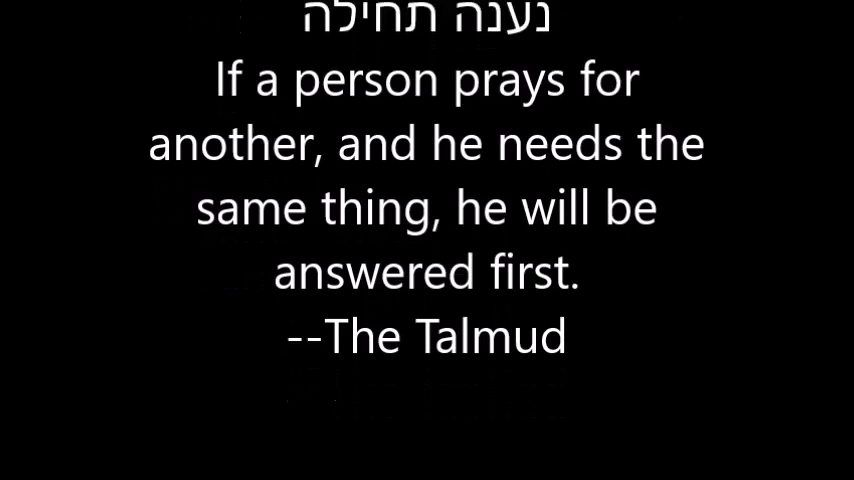 נענה תחילה
If a person prays for
another, and he needs the
same thing, he will be
answered first.
--The Talmud